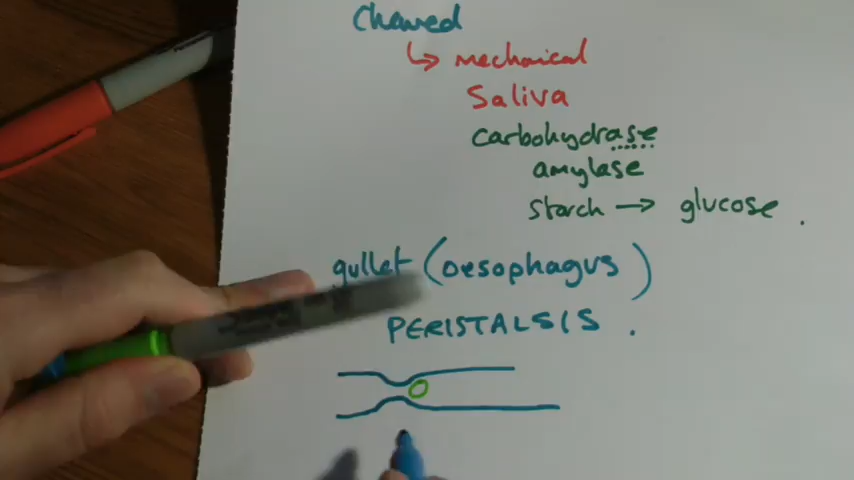 Chewed
↳ mechanical
Saliva
carbohydrase
amylase
starch → glucose .
gullet (oesophagus)
PERISTALSIS .